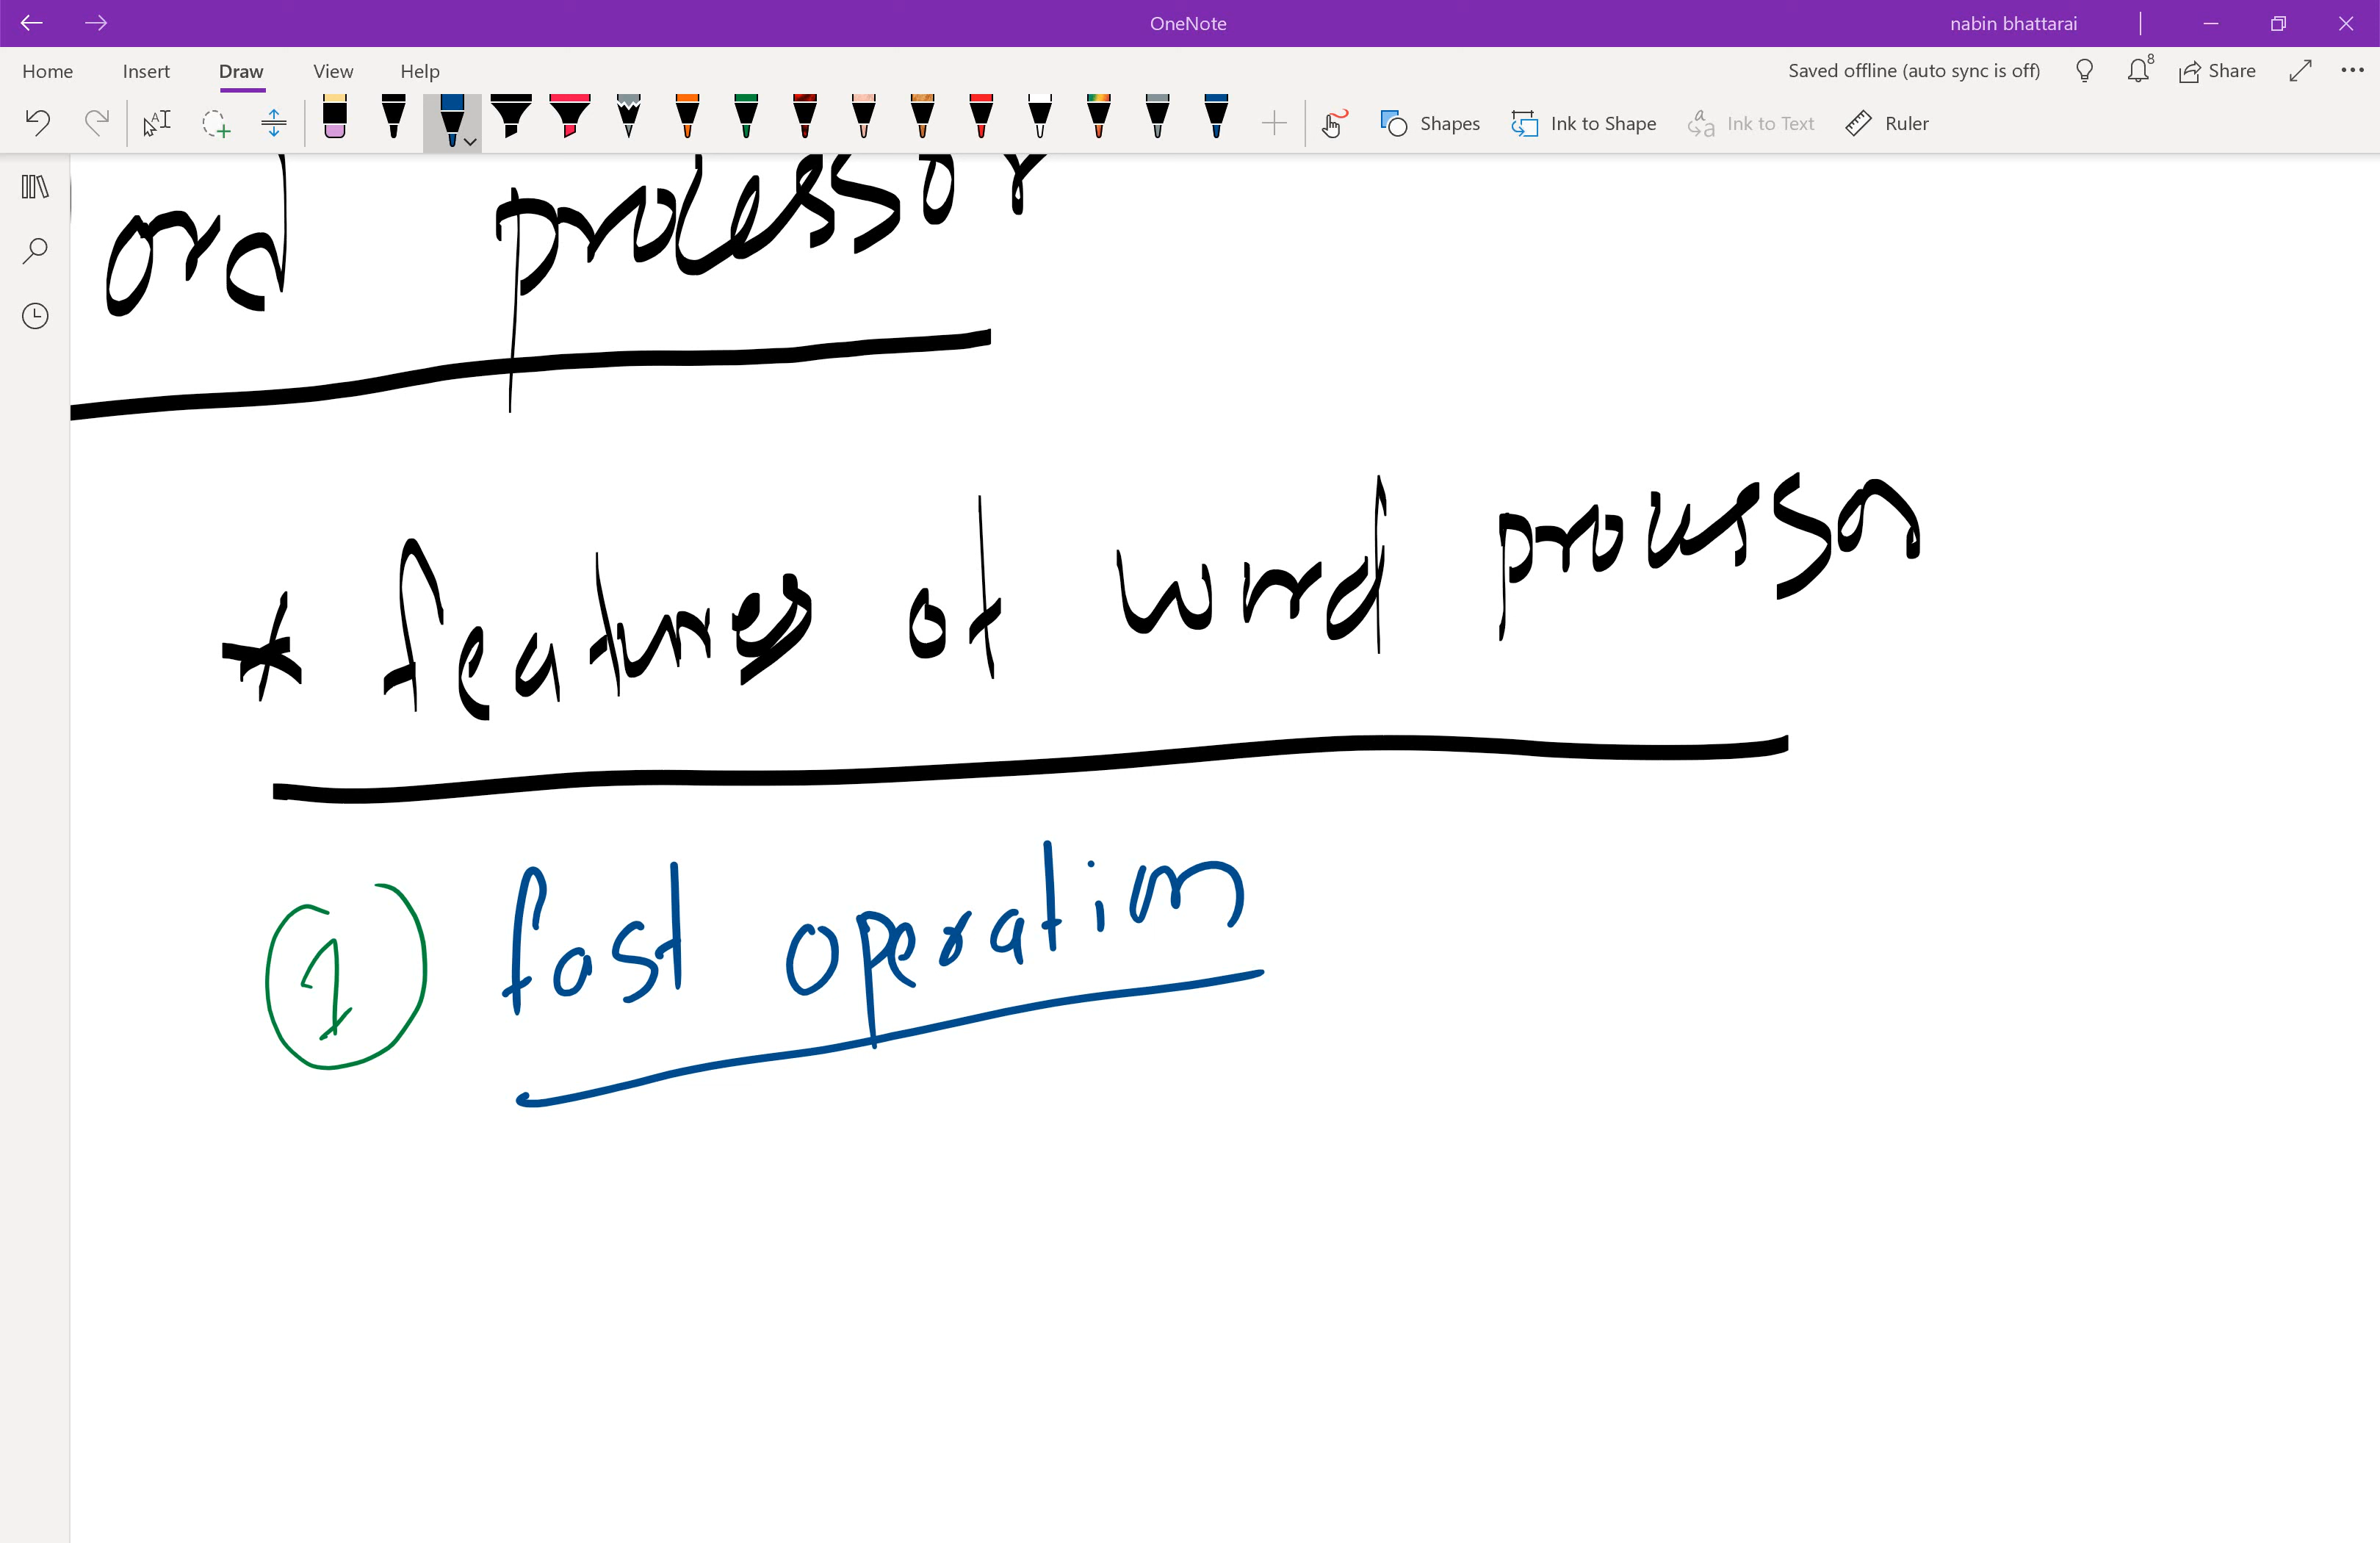 OneNote
nabin bhattarai
Home Insert Draw View Help
Saved offline (auto sync is off)
8
Share
Shapes
Ink to Shape
Ink to Text
Ruler
ord processor
* features of word processor
1 fast operation